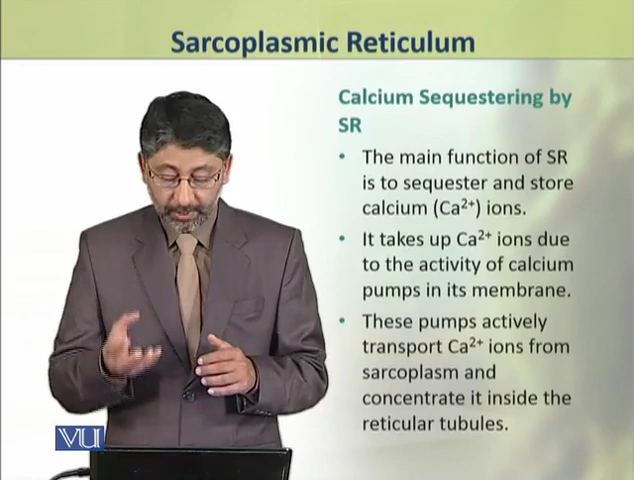 Sarcoplasmic Reticulum
Calcium Sequestering by
SR
• The main function of SR
is to sequester and store
calcium (Ca²⁺) ions.
• It takes up Ca²⁺ ions due
to the activity of calcium
pumps in its membrane.
• These pumps actively
transport Ca²⁺ ions from
sarcoplasm and
concentrate it inside the
reticular tubules.
VU